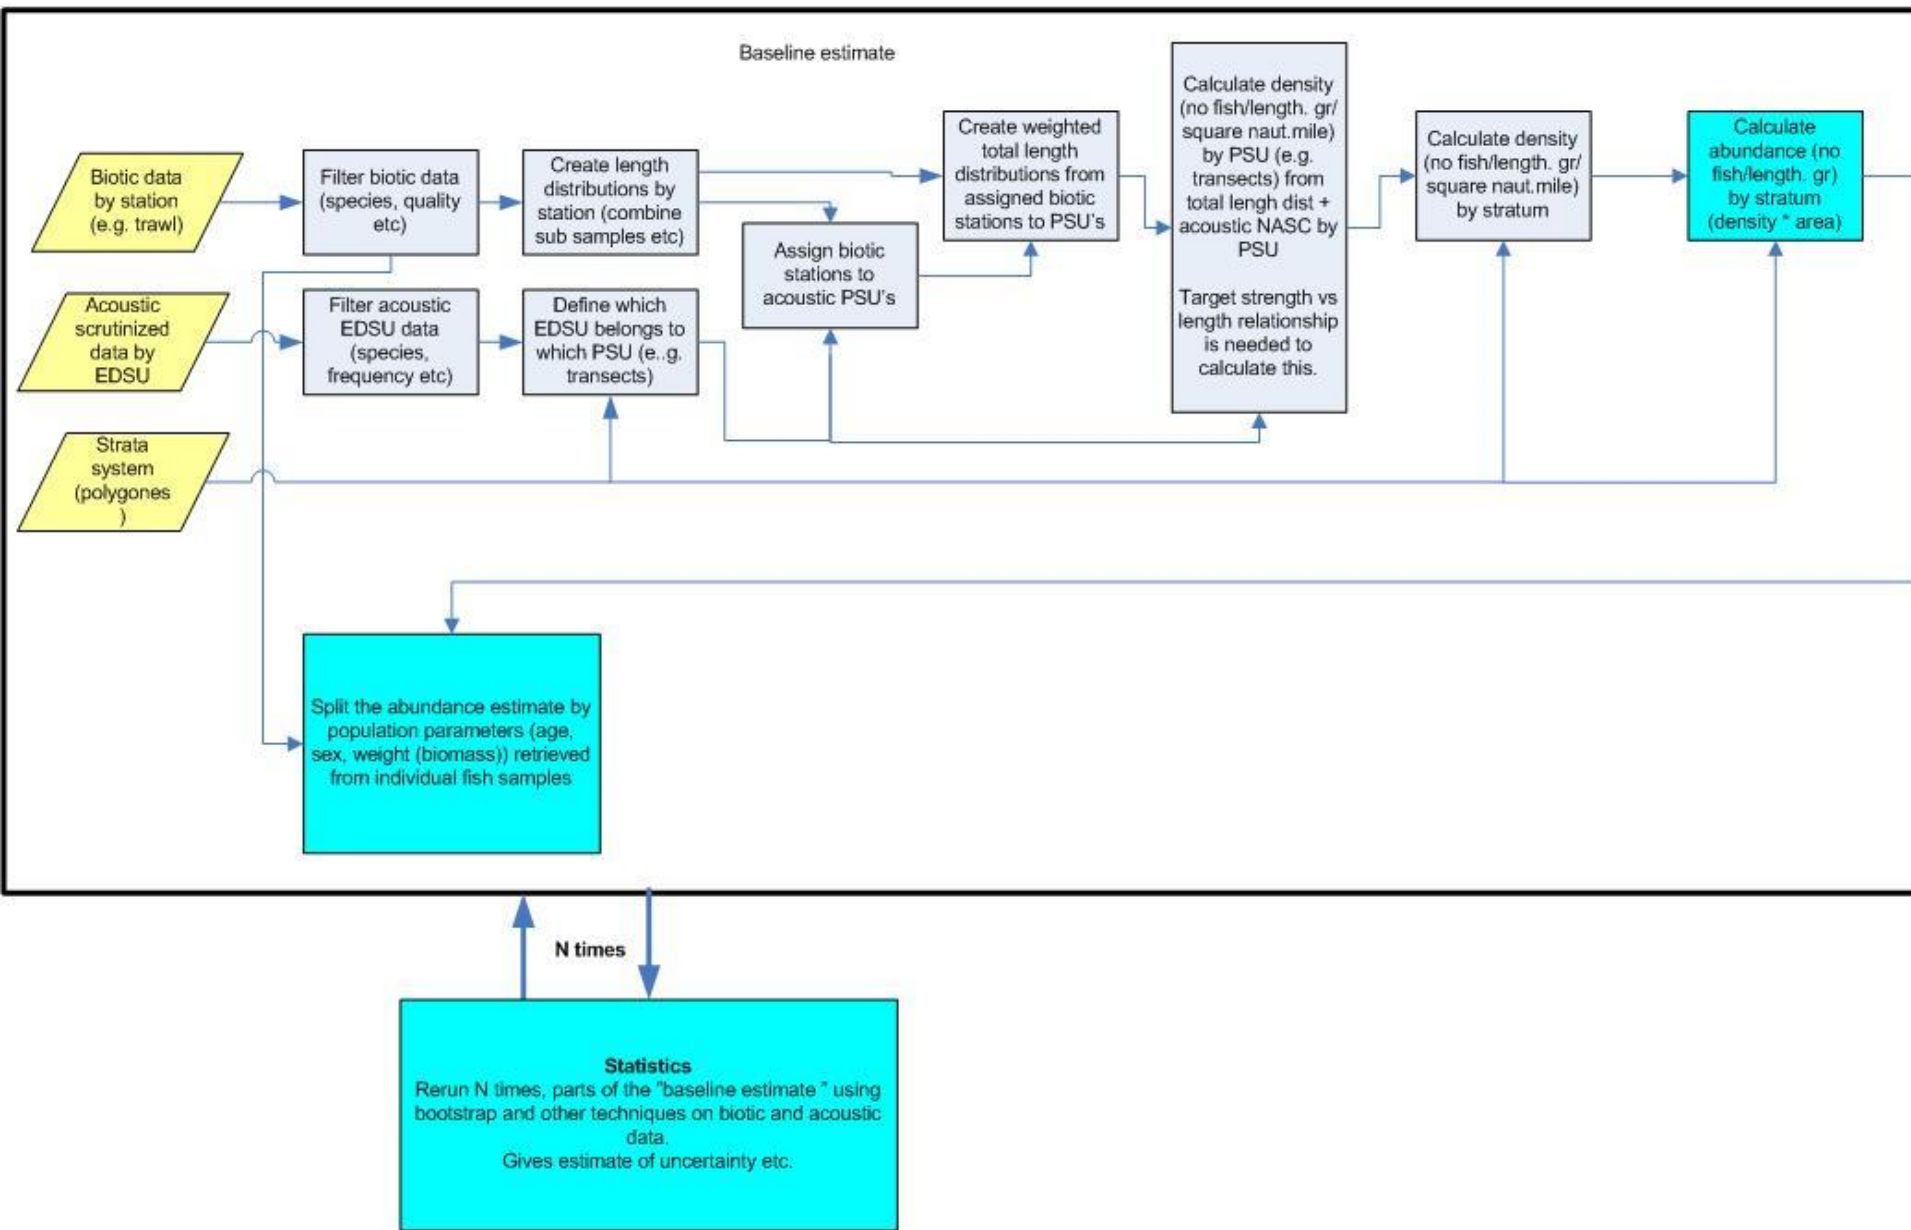 Baseline estimate
Biotic data
by station
(e.g. trawl)
Filter biotic data
(species, quality
etc)
Create length
distributions by
station (combine
sub samples etc)
Assign biotic
stations to
acoustic PSU's
Create weighted
total length
distributions from
assigned biotic
stations to PSU's
Calculate density
(no fish/length. gr/
square naut.mile)
by PSU (e.g.
transects) from
total lengh dist +
acoustic NASC by
PSU
Target strength vs
length relationship
is needed to
calculate this.
Calculate density
(no fish/length. gr/
square naut.mile)
by stratum
Calculate
abundance (no
fish/length. gr) by
stratum
(density * area)
Acoustic
scrutinized
data by
EDSU
Filter acoustic
EDSU data
(species,
frequency etc)
Define which
EDSU belongs to
which PSU (e..g.
transects)
Strata
system
(polygones
)
Split the abundance estimate by
population parameters (age,
sex, weight (biomass)) retrieved
from individual fish samples
N times
Statistics
Rerun N times, parts of the "baseline estimate " using
bootstrap and other techniques on biotic and acoustic
data.
Gives estimate of uncertainty etc.